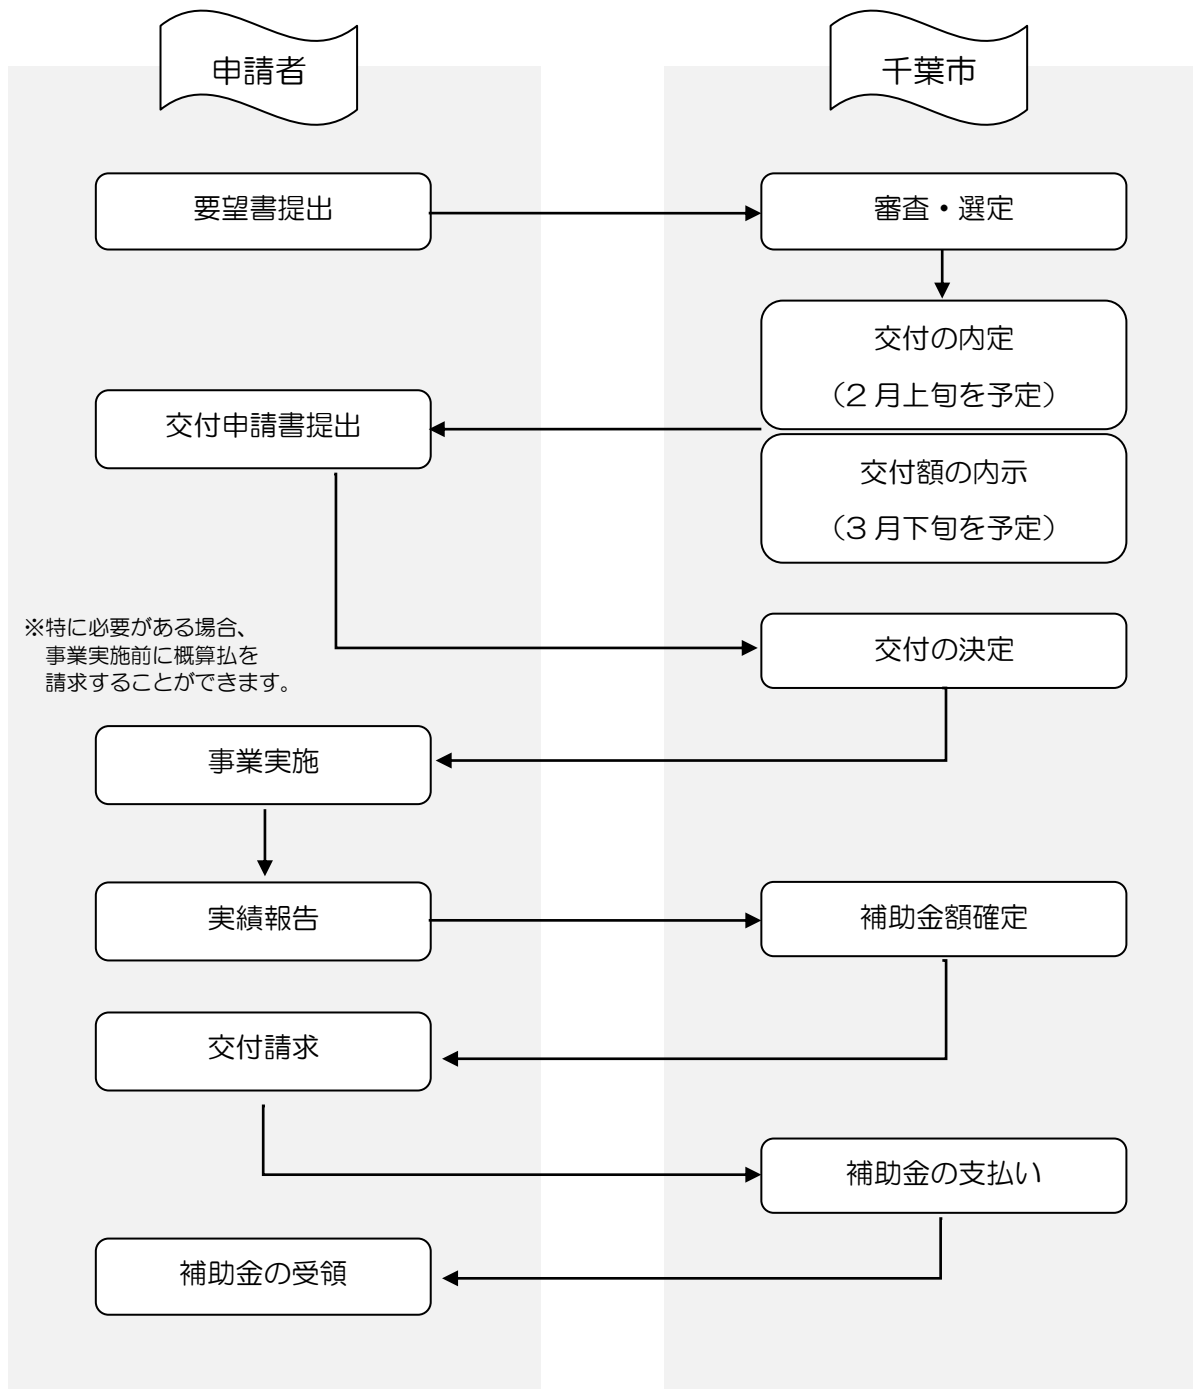 申請者
千葉市
要望書提出
審査・選定
交付の内定
（2 月上旬を予定）
交付申請書提出
交付額の内示
（3 月下旬を予定）
※特に必要がある場合、
事業実施前に概算払を
請求することができます。
交付の決定
事業実施
実績報告
補助金額確定
交付請求
補助金の支払い
補助金の受領